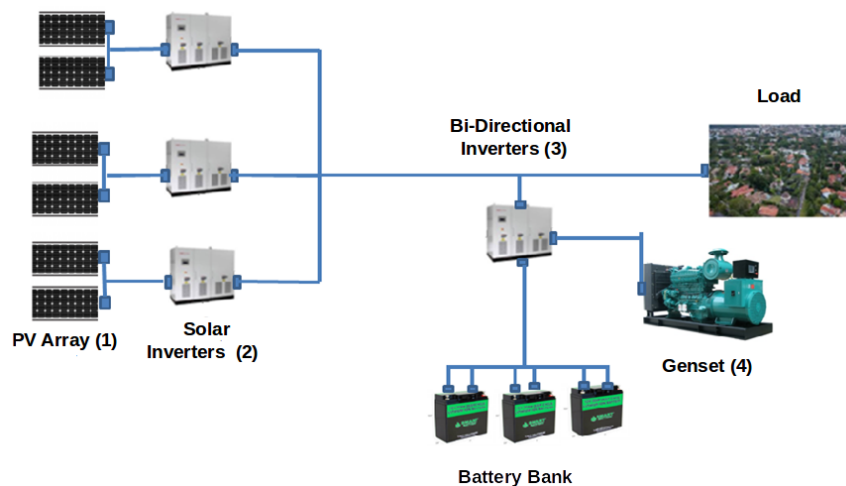 Load
Bi-Directional
Inverters (3)
PV Array (1)
Solar
Inverters  (2)
Genset (4)
Battery Bank